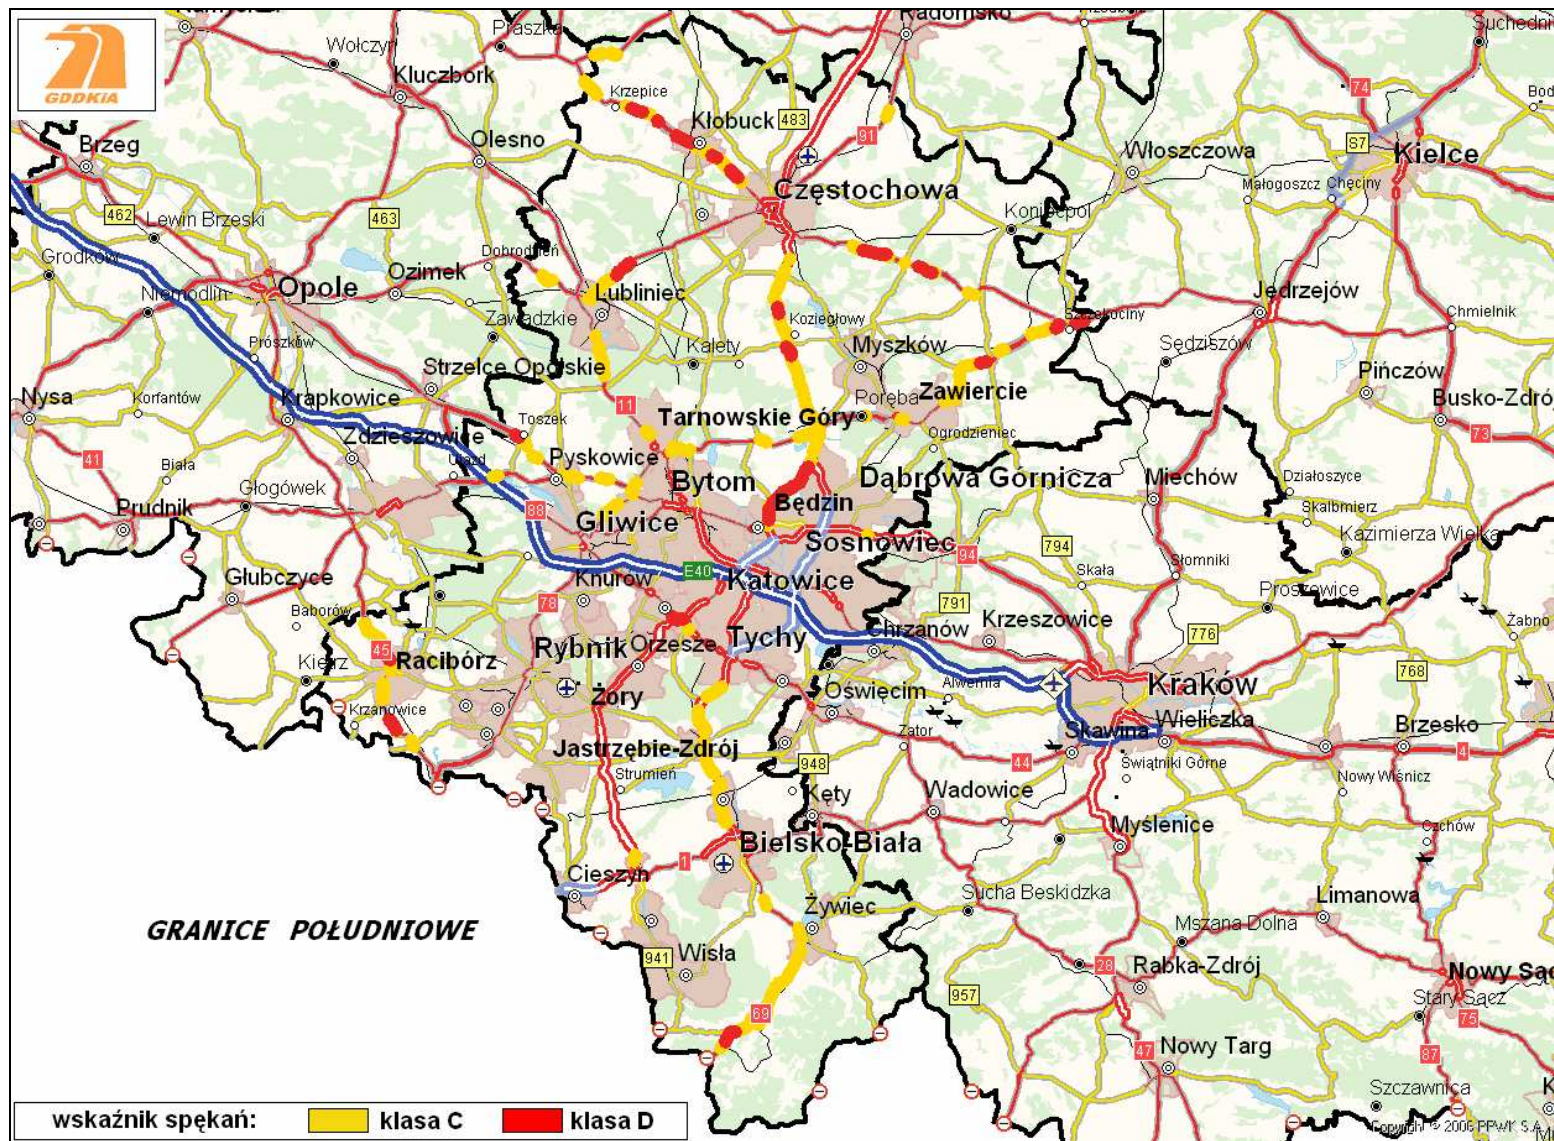 Radomsko
Suchedni
Wołczyn
Praszka
Kluczbork
74
GDDKiA
Krzepice
Kłobuck
483
91
Brzeg
Olesno
Włoszczowa
S7
Kielce
Częstochowa
Małogoszcz
Chęciny
462
Lewin Brzeski
463
Koniecpol
Grodków
Dobrodzień
Opole
Ozimek
Niemodlin
Lubliniec
Jędrzejów
Zawadzkie
Koziegłowy
Szczekociny
Chmielnik
Prószków
Kalety
Myszków
Sędziszów
Strzelce Opolskie
Pińczów
Nysa
Korfantów
Krapkowice
11
Zawiercie
Poręba
Busko-Zdrój
Toszek
Tarnowskie Góry
Ogrodzieniec
73
Zdzieszowice
41
Biała
Ujazd
Pyskowice
Bytom
Dąbrowa Górnicza
Miechów
Działoszyce
Głogówek
Prudnik
Będzin
Skalbmierz
88
Gliwice
Sosnowiec
Kazimierza Wielka
94
794
Głubczyce
Knurów
E40
Katowice
Skała
Słomniki
Proszowice
Baborów
78
791
Krzeszowice
Żabno
45
Racibórz
Rybnik
Orzesze
Tychy
Chrzanów
776
Kietrz
768
Krzanowice
Żory
Oświęcim
Alwernia
Kraków
Jastrzębie-Zdrój
Zator
Skawina
Wieliczka
Brzesko
4
948
44
Świątniki Górne
Strumień
Nowy Wiśnicz
Kęty
Wadowice
Myślenice
Czchów
Bielsko-Biała
1
Cieszyn
Sucha Beskidzka
Limanowa
Żywiec
Mszana Dolna
GRANICE POŁUDNIOWE
941
Wisła
28
Rabka-Zdrój
Nowy Sąc
957
Stary Sącz
69
75
47
Nowy Targ
87
Szczawnica
wskaźnik spękań:
klasa C
klasa D
Copyright © 2006 PPWK S.A.